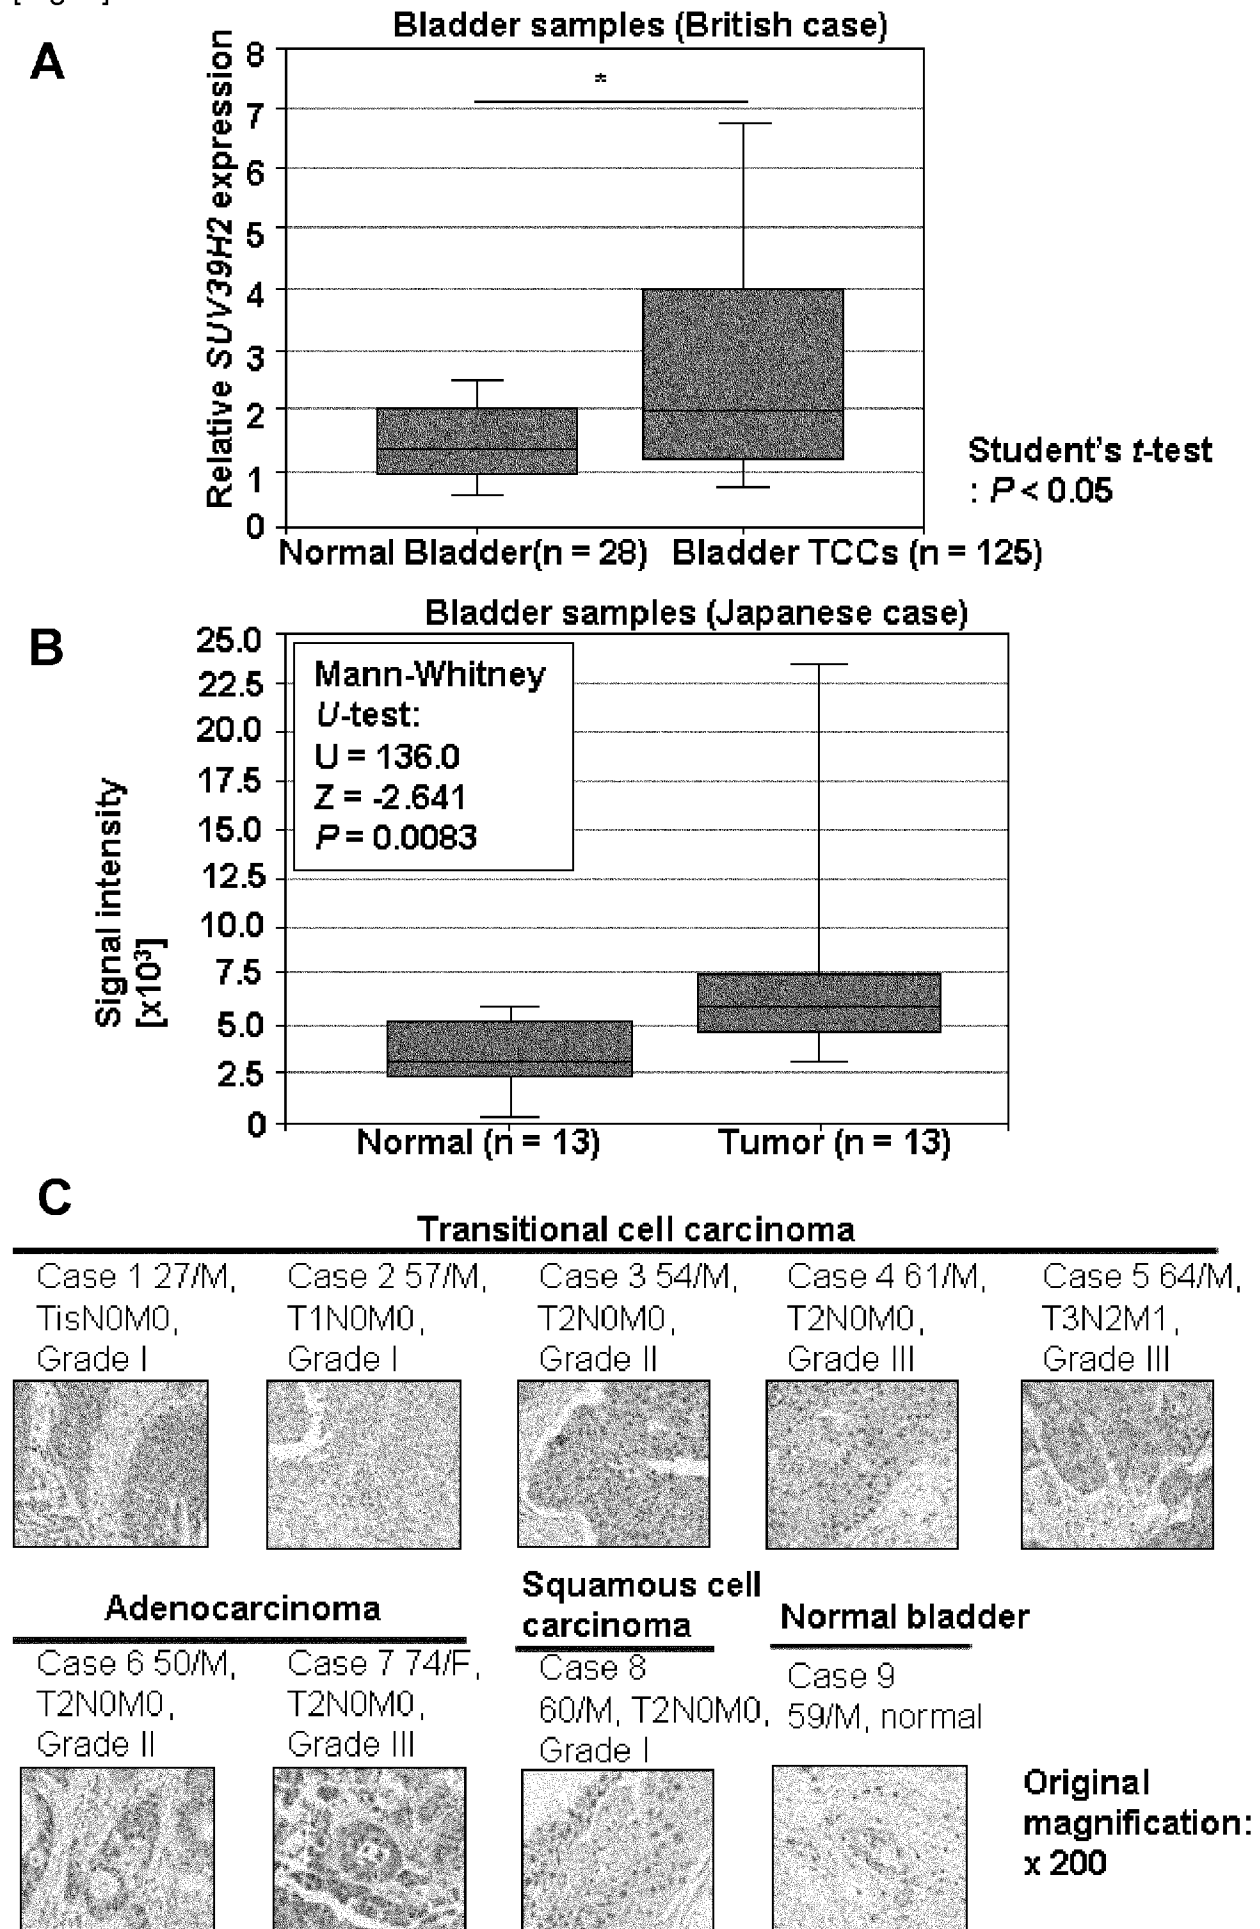 A
Bladder samples (British case)
Relative SUV39H2 expression
8
7
6
5
4
3
2
1
0
*
Normal Bladder(n = 28)
Bladder TCCs (n = 125)
Student's t-test
: P < 0.05
B
Bladder samples (Japanese case)
Signal intensity
[x10³]
25.0
22.5
20.0
17.5
15.0
12.5
10.0
7.5
5.0
2.5
0
Mann-Whitney
U-test:
U = 136.0
Z = -2.641
P = 0.0083
Normal (n = 13)
Tumor (n = 13)
C
Transitional cell carcinoma
Case 1 27/M,
TisN0M0,
Grade I
Case 2 57/M,
T1N0M0,
Grade I
Case 3 54/M,
T2N0M0,
Grade II
Case 4 61/M,
T2N0M0,
Grade III
Case 5 64/M,
T3N2M1,
Grade III
Adenocarcinoma
Case 6 50/M,
T2N0M0,
Grade II
Case 7 74/F,
T2N0M0,
Grade III
Squamous cell
carcinoma
Case 8
60/M, T2N0M0,
Grade I
Normal bladder
Case 9
59/M, normal
Original
magnification:
x 200